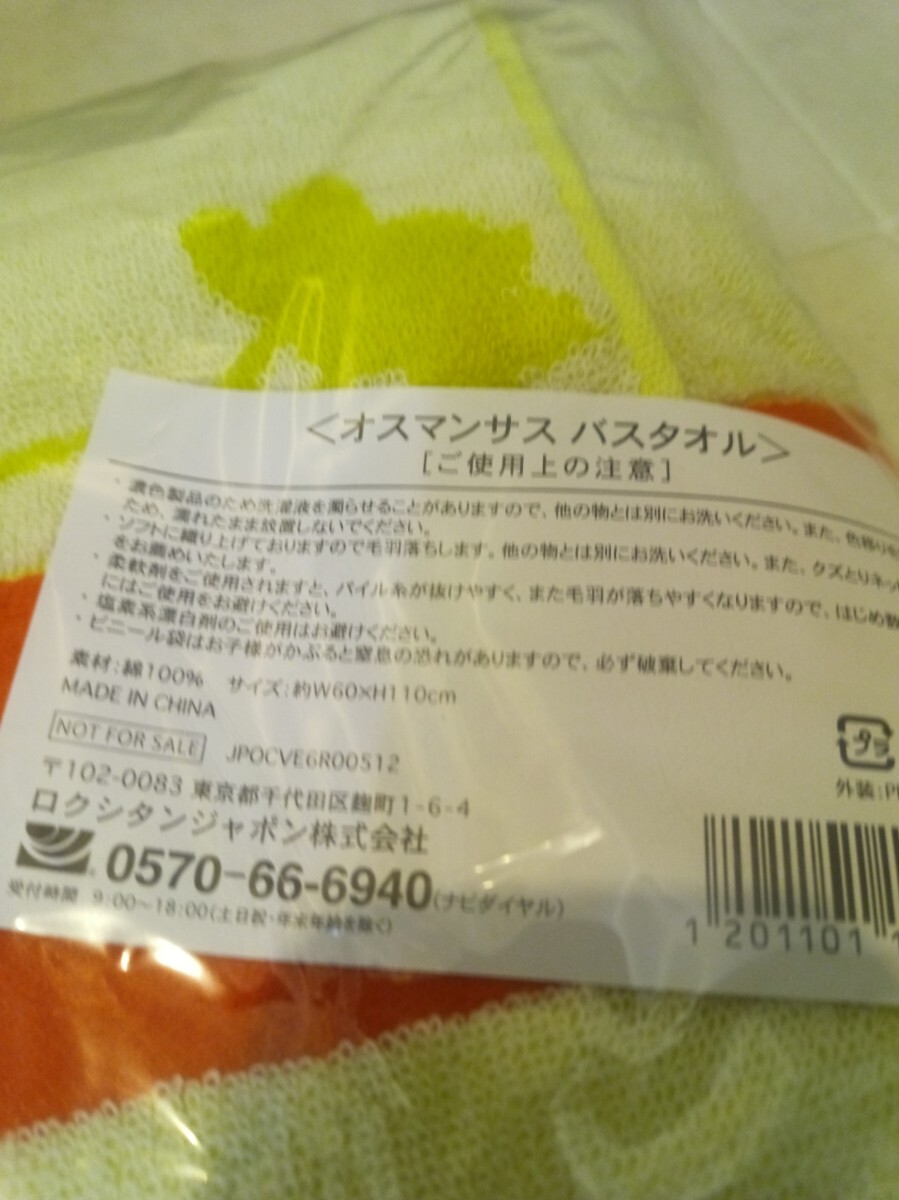 <オスマンサス バスタオル>
[ご使用上の注意]
・濃色製品のため洗濯液を濁らせることがありますので、他の物とは別にお洗いください。また、色移りを
ため、濡れたまま放置しないでください。
・ソフトに織り上げておりますので毛羽落ちします。他の物とは別にお洗いください。また、クズとりネッ
をお薦めいたします。
・柔軟剤をご使用されますと、パイル糸が抜けやすく、また毛羽が落ちやすくなりますので、はじめ数
にはご使用をお避けください。
・塩素系漂白剤のご使用はお避けください。
・ビニール袋はお子様がかぶると窒息の恐れがありますので、必ず破棄してください。
素材:綿100% サイズ:約W60×H110cm
MADE IN CHINA
NOT FOR SALE JPOCVE6R00512
〒102-0083 東京都千代田区麹町1-6-4
ロクシタンジャポン株式会社
0570-66-6940(ナビダイヤル)
受付時間 9:00〜18:00(土日祝・年末年始を除く)
プラ
外装:P
1 201101 1